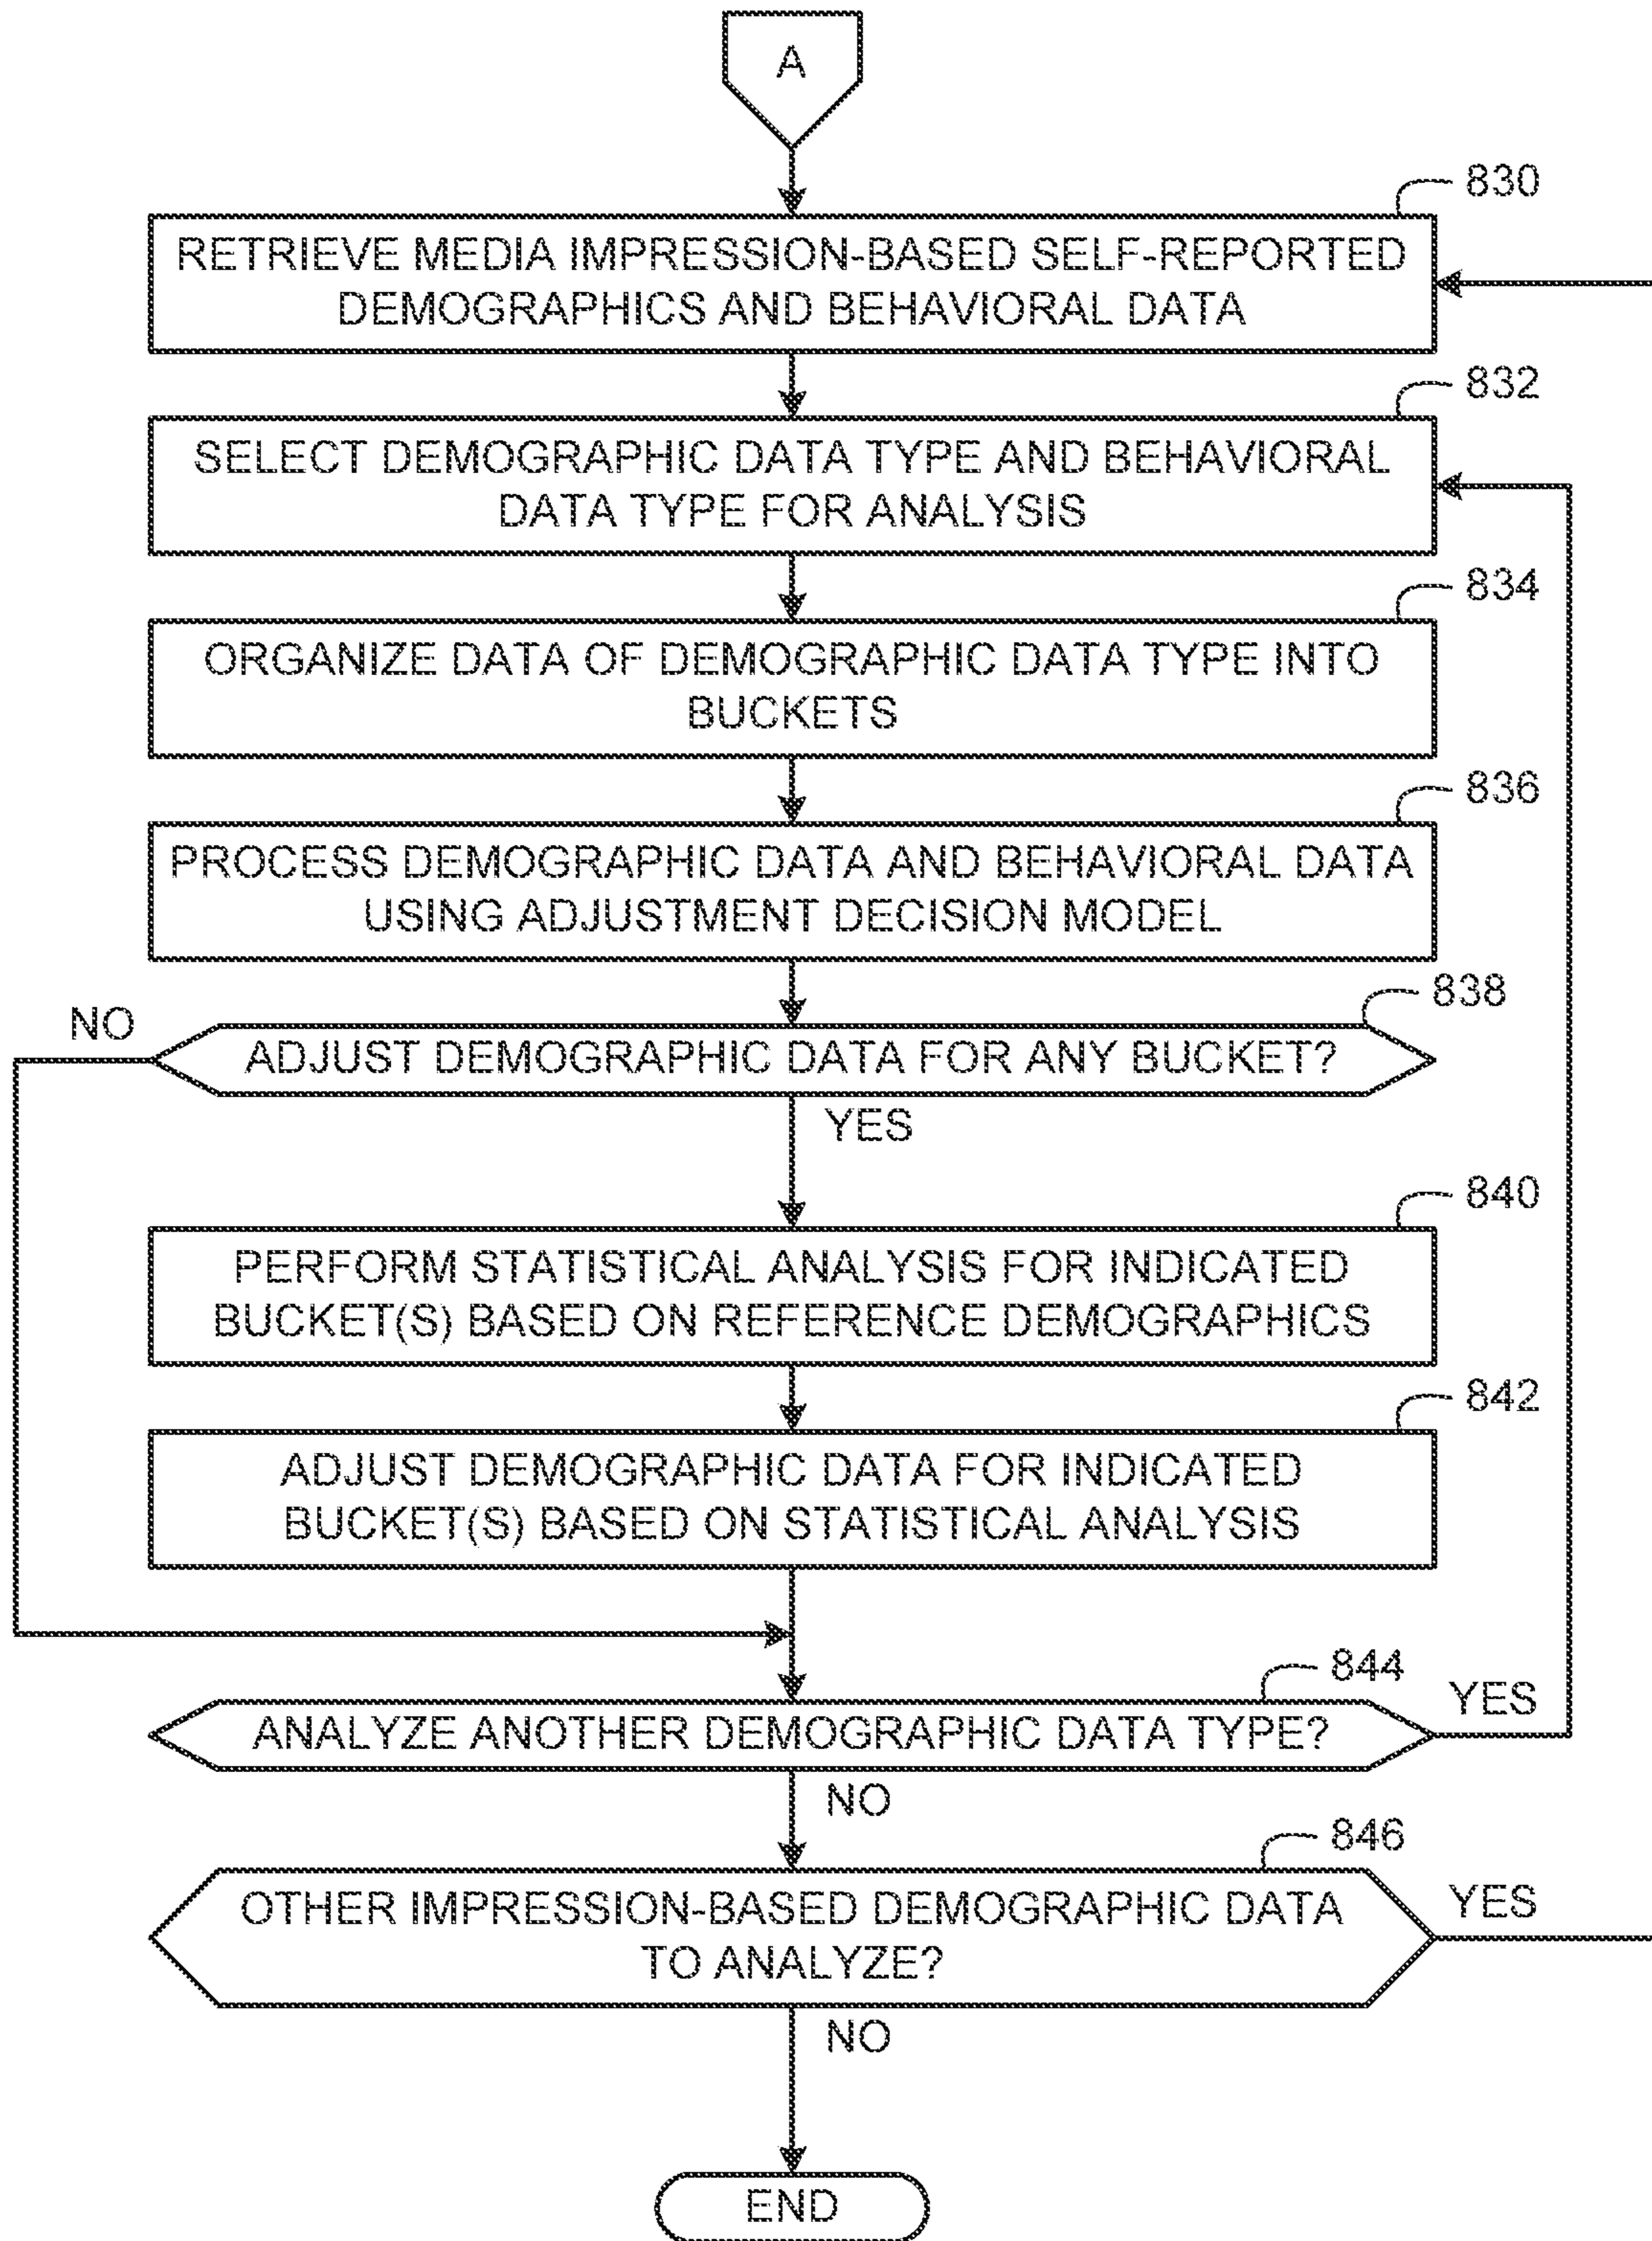 A
830
RETRIEVE MEDIA IMPRESSION-BASED SELF-REPORTED
DEMOGRAPHICS AND BEHAVIORAL DATA
832
SELECT DEMOGRAPHIC DATA TYPE AND BEHAVIORAL
DATA TYPE FOR ANALYSIS
834
ORGANIZE DATA OF DEMOGRAPHIC DATA TYPE INTO
BUCKETS
836
PROCESS DEMOGRAPHIC DATA AND BEHAVIORAL DATA
USING ADJUSTMENT DECISION MODEL
838
NO
ADJUST DEMOGRAPHIC DATA FOR ANY BUCKET?
YES
840
PERFORM STATISTICAL ANALYSIS FOR INDICATED
BUCKET(S) BASED ON REFERENCE DEMOGRAPHICS
842
ADJUST DEMOGRAPHIC DATA FOR INDICATED
BUCKET(S) BASED ON STATISTICAL ANALYSIS
844
YES
ANALYZE ANOTHER DEMOGRAPHIC DATA TYPE?
NO
846
YES
OTHER IMPRESSION-BASED DEMOGRAPHIC DATA
TO ANALYZE?
NO
END